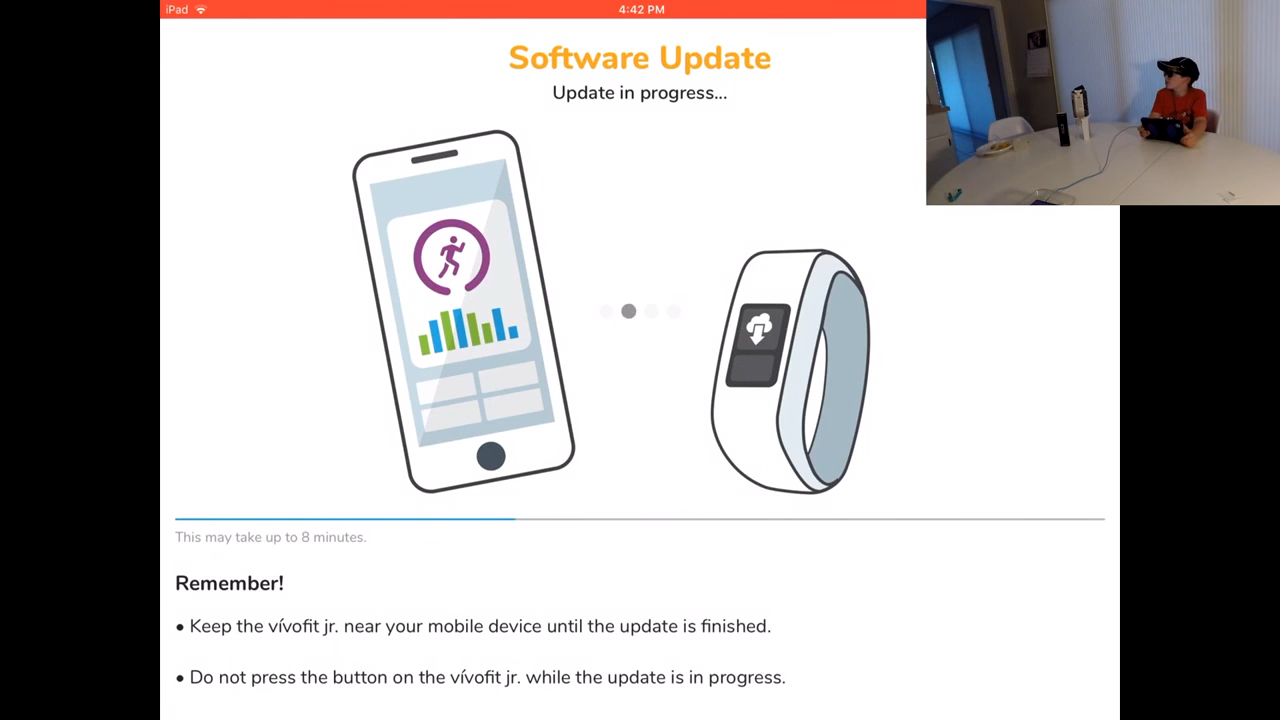 iPad
4:42 PM
Software Update
Update in progress...
This may take up to 8 minutes.
Remember!
• Keep the vívofit jr. near your mobile device until the update is finished.
• Do not press the button on the vívofit jr. while the update is in progress.